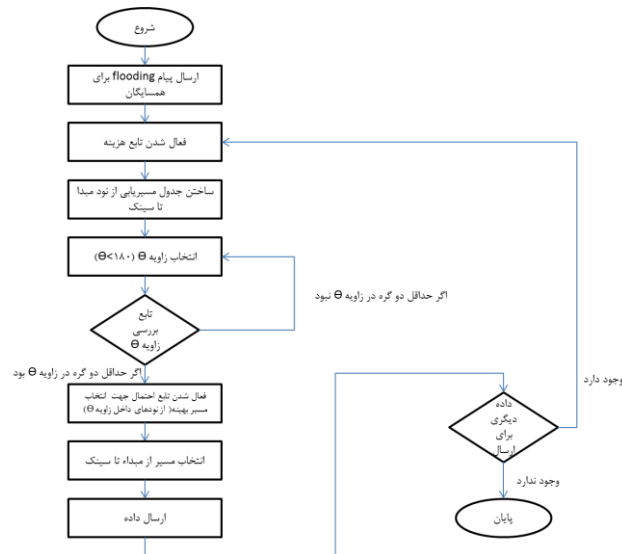 شروع
ارسال پیام flooding برای
همسایگان
فعال شدن تابع هزینه
ساختن جدول مسیریابی از نود مبدا
تا سینک
انتخاب زاویه Ө (Ө<۱۸۰)
اگر حداقل دو گره در زاویه Ө نبود
تابع
بررسی
زاویه Ө
اگر حداقل دو گره در زاویه Ө بود
فعال شدن تابع احتمال جهت انتخاب
مسیر بهینه( از نودهای داخل زاویه Ө)
انتخاب مسیر از مبداء تا سینک
ارسال داده
داده
دیگری
برای
ارسال
وجود دارد
وجود ندارد
پایان